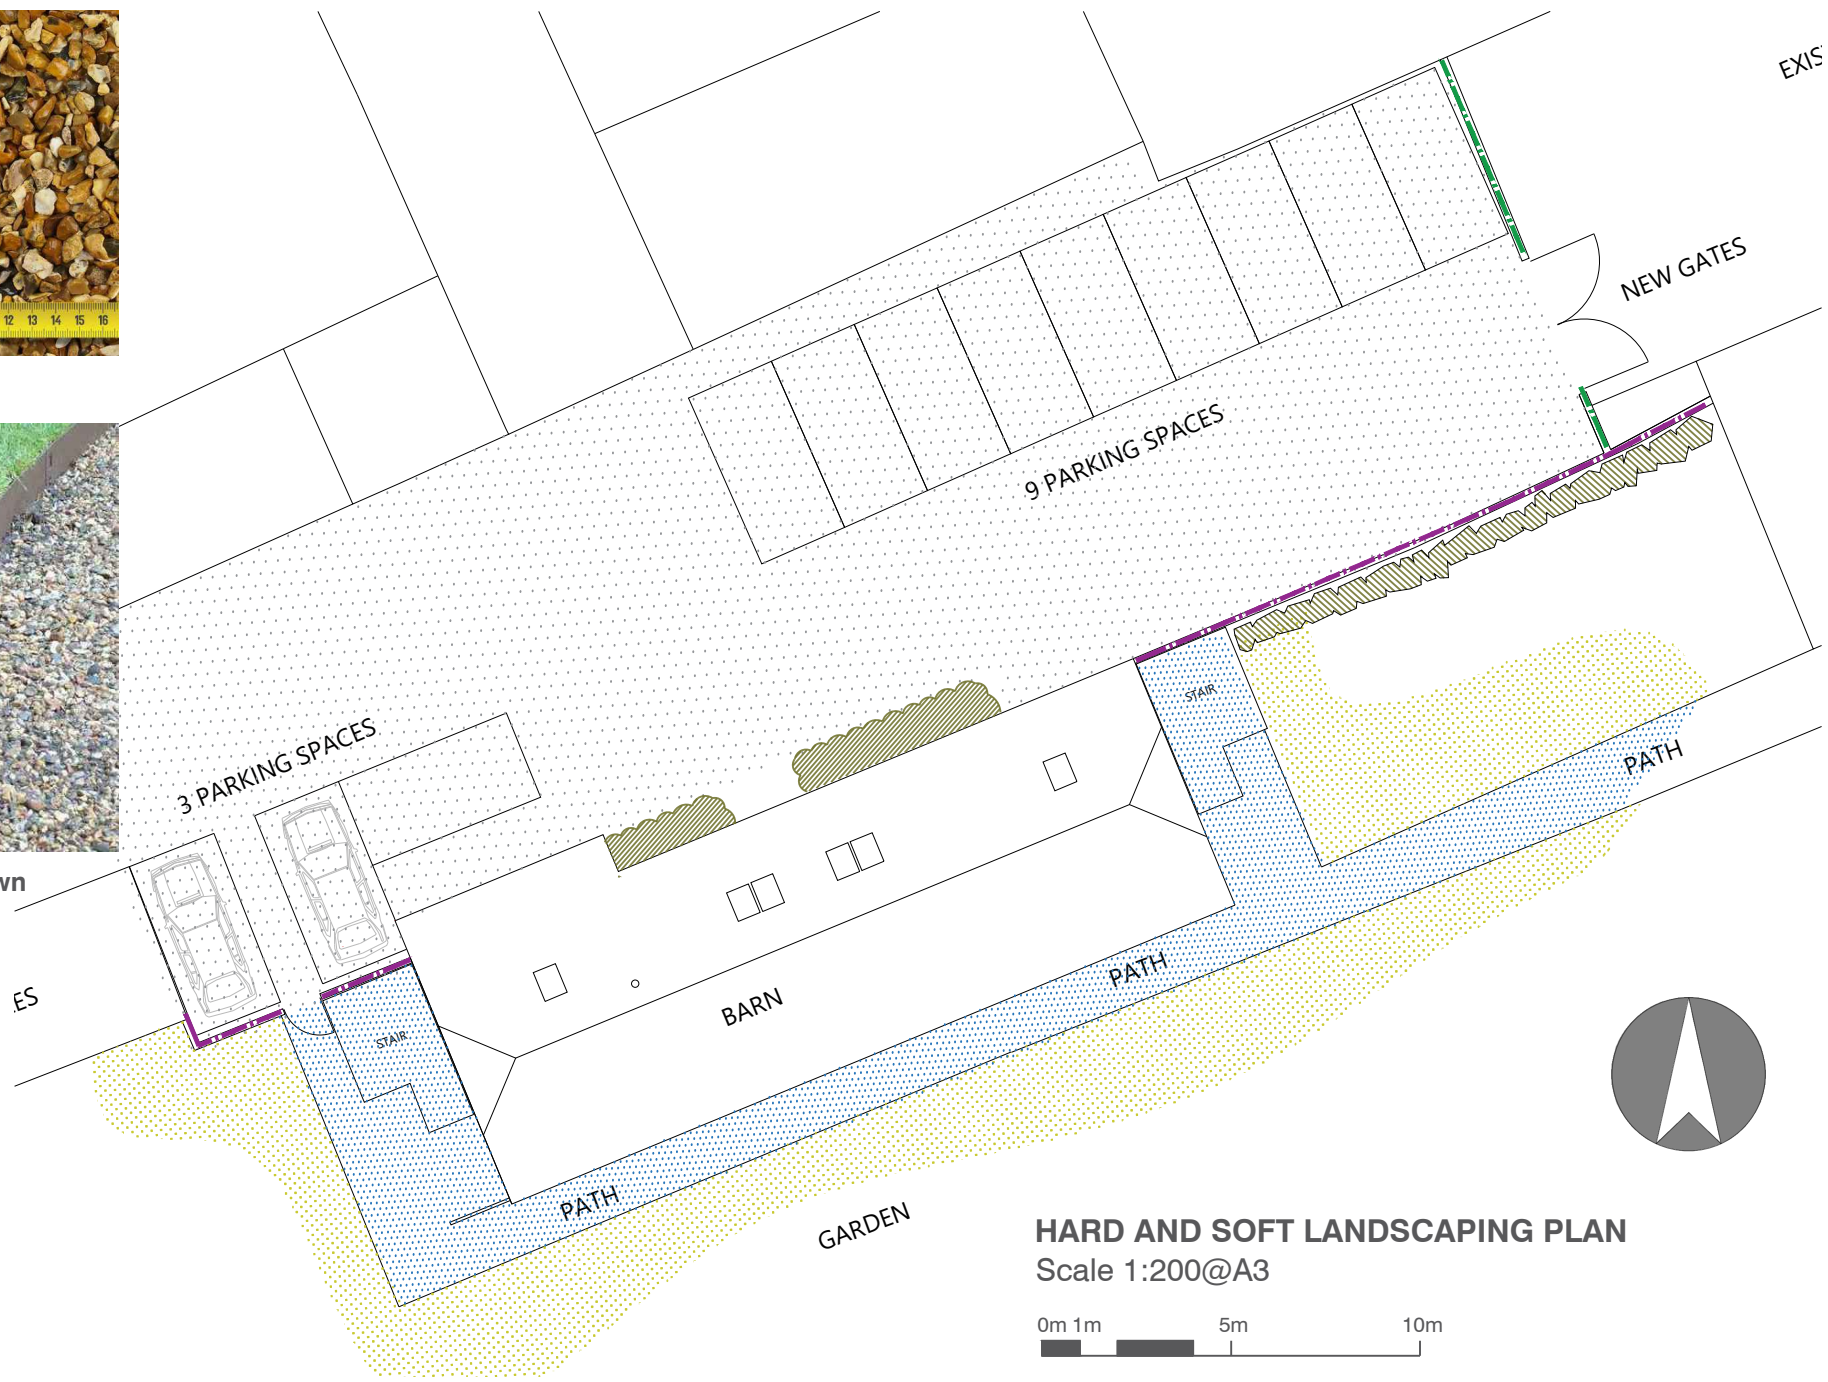 EXIS
NEW GATES
12 13 14 15 16
9 PARKING SPACES
STAIR
3 PARKING SPACES
PATH
wn
PATH
ES
BARN
STAIR
PATH
GARDEN
HARD AND SOFT LANDSCAPING PLAN
Scale 1:200@A3
0m 1m 5m 10m